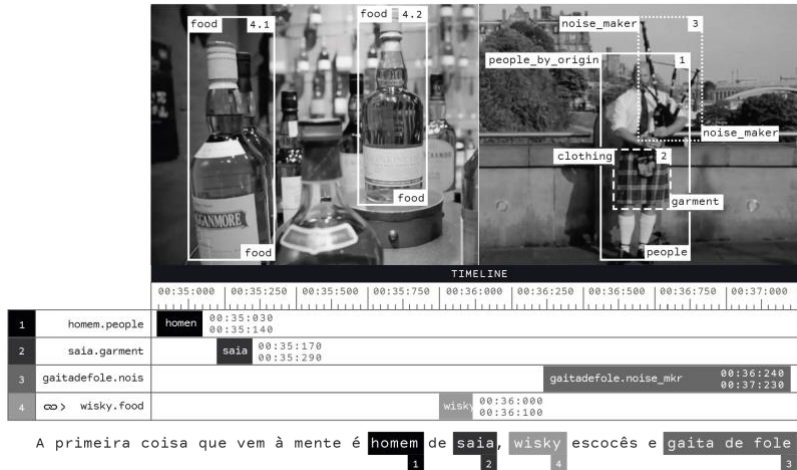 food 4.1
food 4.2
noise_maker 3
people_by_origin 1
noise_maker
clothing 2
garment
food
food
people
TIMELINE
00:35:000 00:35:250 00:35:500 00:35:750 00:36:000 00:36:250 00:36:500 00:36:750 00:37:000
1 homem.people homen 00:35:030
00:35:140
2 saia.garment saia 00:35:170
00:35:290
3 gaitadefole.nois gaitadefole.noise_mkr 00:36:240
00:37:230
4 wisky.food wisky 00:36:000
00:36:100
A primeira coisa que vem à mente é homem de saia, wisky escocês e gaita de fole
1 2 4 3